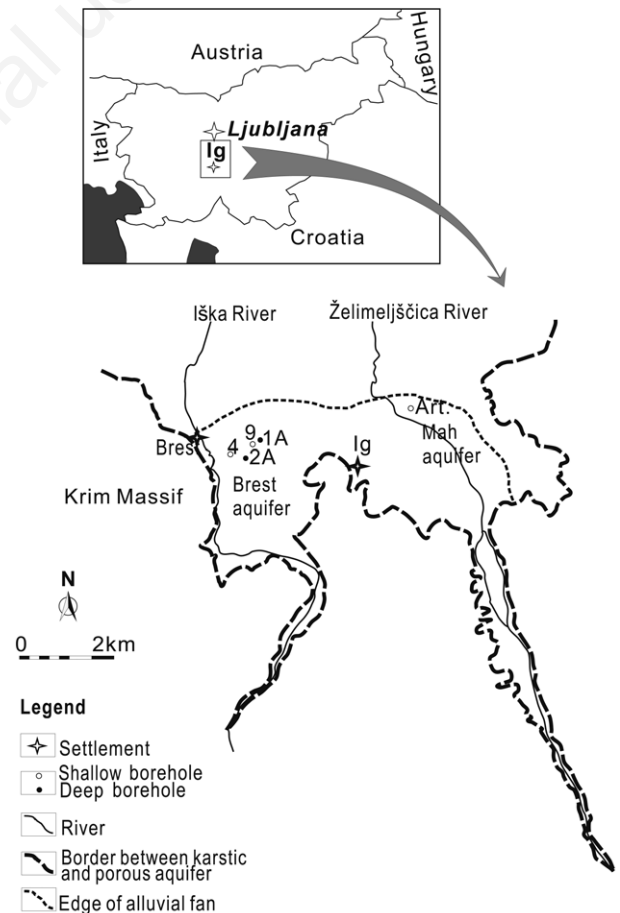 Austria
Hungary
Italy
Ljubljana
Ig
Croatia
Iška River
Želimeljščica River
Art.
Mah
aquifer
Bres
9
1A
4
2A
Ig
Brest
aquifer
Krim Massif
N
0 2km
Legend
Settlement
Shallow borehole
Deep borehole
River
Border between karstic
and porous aquifer
Edge of alluvial fan